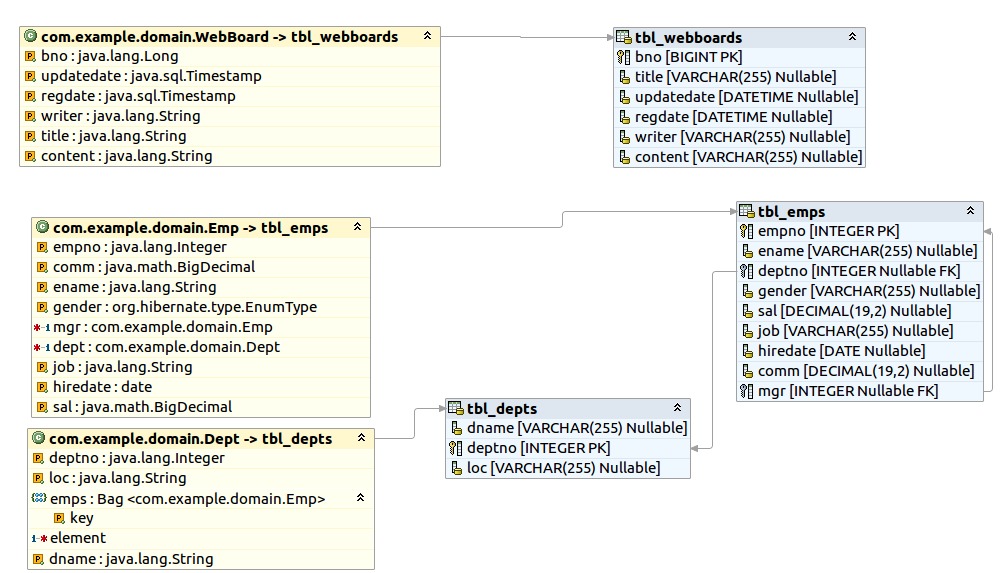 com.example.domain.WebBoard -> tbl_webboards
bno : java.lang.Long
updatedate : java.sql.Timestamp
regdate : java.sql.Timestamp
writer : java.lang.String
title : java.lang.String
content : java.lang.String
tbl_webboards
bno [BIGINT PK]
title [VARCHAR(255) Nullable]
updatedate [DATETIME Nullable]
regdate [DATETIME Nullable]
writer [VARCHAR(255) Nullable]
content [VARCHAR(255) Nullable]
com.example.domain.Emp -> tbl_emps
empno : java.lang.Integer
comm : java.math.BigDecimal
ename : java.lang.String
gender : org.hibernate.type.EnumType
mgr : com.example.domain.Emp
dept : com.example.domain.Dept
job : java.lang.String
hiredate : date
sal : java.math.BigDecimal
tbl_emps
empno [INTEGER PK]
ename [VARCHAR(255) Nullable]
deptno [INTEGER Nullable FK]
gender [VARCHAR(255) Nullable]
sal [DECIMAL(19,2) Nullable]
job [VARCHAR(255) Nullable]
hiredate [DATE Nullable]
comm [DECIMAL(19,2) Nullable]
mgr [INTEGER Nullable FK]
com.example.domain.Dept -> tbl_depts
deptno : java.lang.Integer
loc : java.lang.String
emps : Bag <com.example.domain.Emp>
key
element
dname : java.lang.String
tbl_depts
dname [VARCHAR(255) Nullable]
deptno [INTEGER PK]
loc [VARCHAR(255) Nullable]